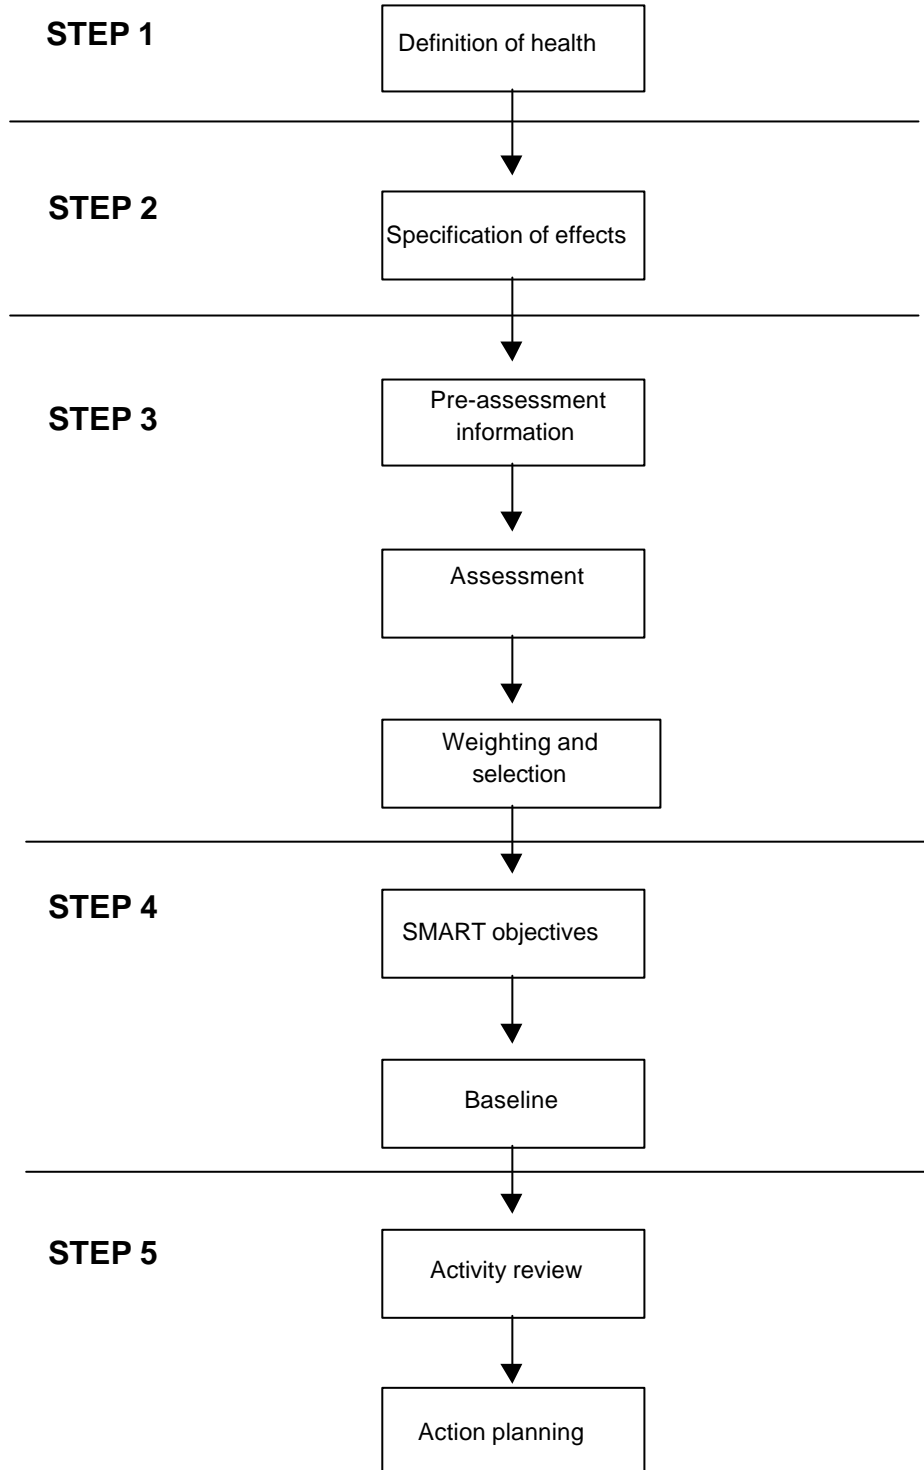 STEP 1
Definition of health
STEP 2
Specification of effects
STEP 3
Pre-assessment
information
Assessment
Weighting and
selection
STEP 4
SMART objectives
Baseline
STEP 5
Activity review
Action planning